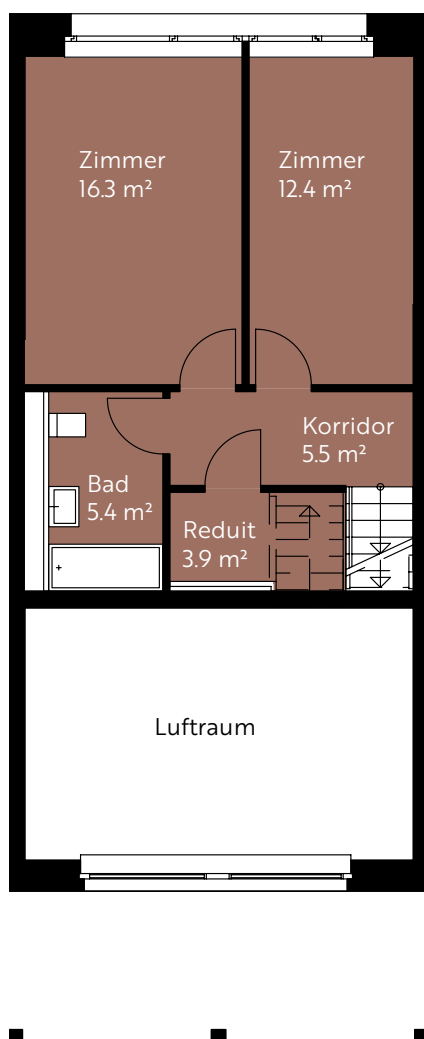 Zimmer
16.3 m²
Zimmer
12.4 m²
Korridor
5.5 m²
Bad
5.4 m²
Reduit
3.9 m²
Luftraum